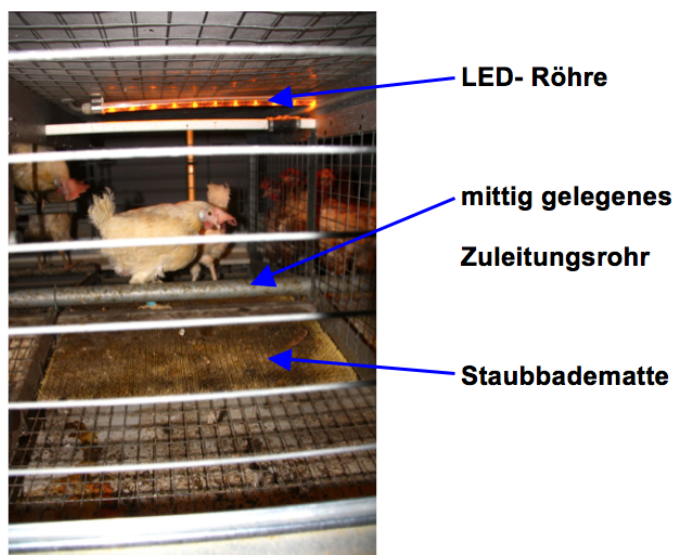 LED- Röhre
mittig gelegenes
Zuleitungsrohr
Staubbadematte